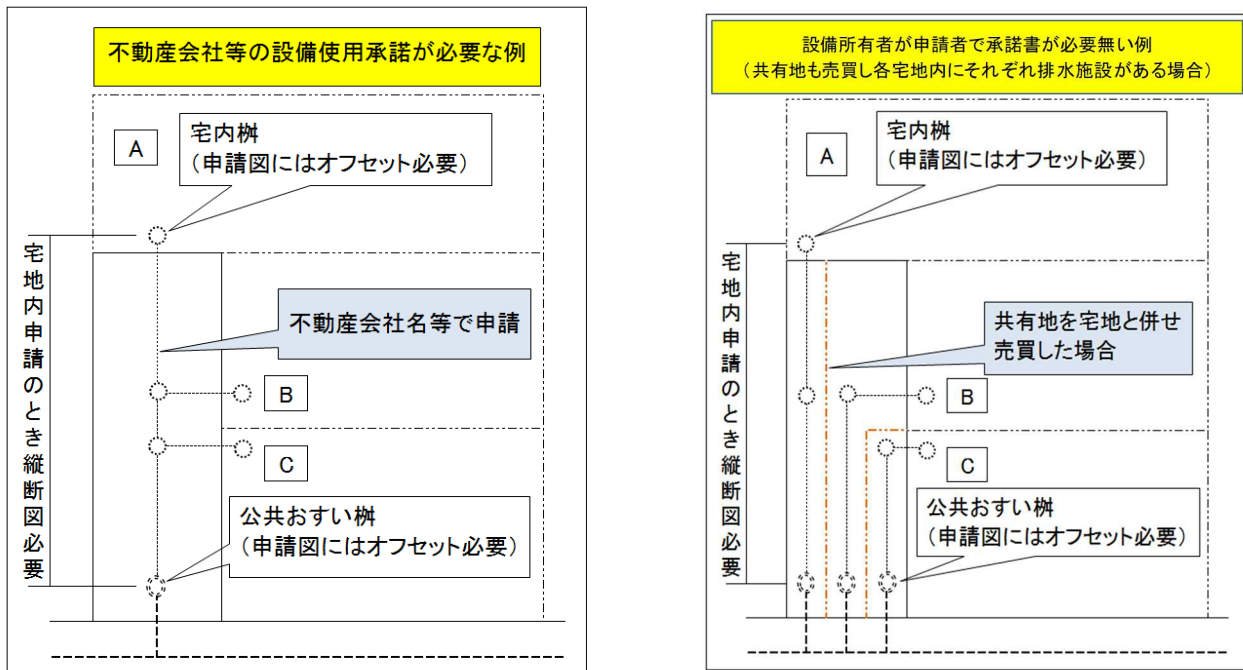 不動産会社等の設備使用承諾が必要な例
A
宅内桝
（申請図にはオフセット必要）
宅地内申請のとき縦断図必要
不動産会社名等で申請
B
C
公共おすい桝
（申請図にはオフセット必要）
設備所有者が申請者で承諾書が必要無い例
（共有地も売買し各宅地内にそれぞれ排水施設がある場合）
A
宅内桝
（申請図にはオフセット必要）
宅地内申請のとき縦断図必要
共有地を宅地と併せ
売買した場合
B
C
公共おすい桝
（申請図にはオフセット必要）